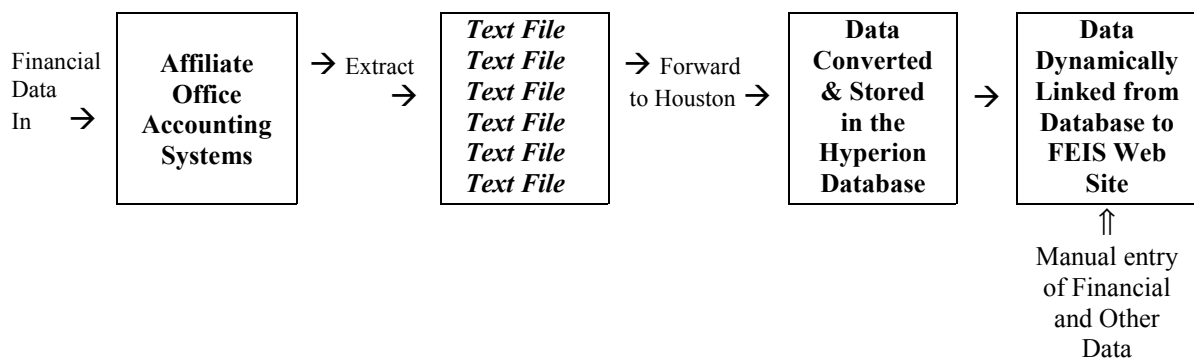 Financial
Data
In →
Affiliate
Office
Accounting
Systems
→ Extract
→
Text File
Text File
Text File
Text File
Text File
Text File
→ Forward
to Houston →
Data
Converted
& Stored
in the
Hyperion
Database
→
Data
Dynamically
Linked from
Database to
FEIS Web
Site
⇑
Manual entry
of Financial
and Other
Data